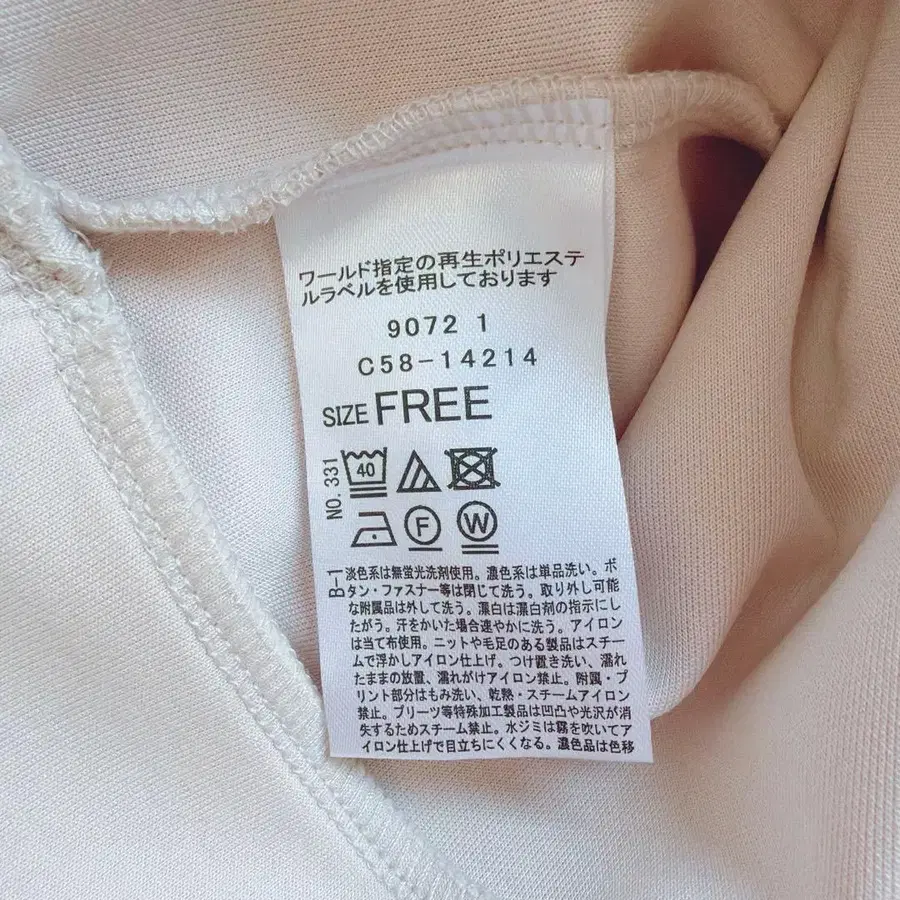 ワールド指定の再生ポリエステ
ルラベルを使用しております
9072 1
C58-14214
SIZE FREE
NO. 331
40
F
W
B-1
淡色系は無蛍光洗剤使用。濃色系は単品洗い。ボ
タン・ファスナー等は閉じて洗う。取り外し可能
な附属品は外して洗う。漂白は漂白剤の指示にし
たがう。汗をかいた場合速やかに洗う。アイロン
は当て布使用。ニットや毛足のある製品はスチー
ムで浮かしアイロン仕上げ。つけ置き洗い、濡れ
たままの放置、濡れがけアイロン禁止。附属・プ
リント部分はもみ洗い、乾熱・スチームアイロン
禁止。プリーツ等特殊加工製品は凹凸や光沢が消
失するためスチーム禁止。水ジミは霧を吹いてア
イロン仕上げで目立ちにくくなる。濃色品は色移